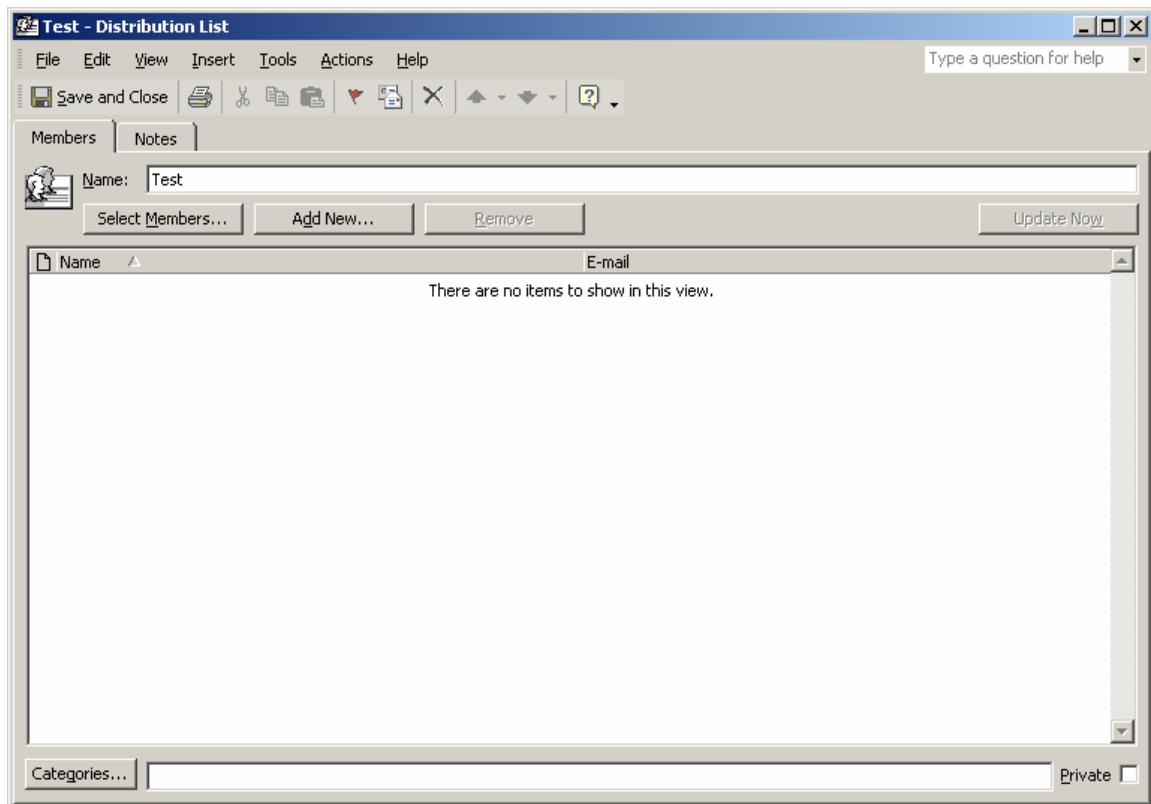 Test - Distribution List
File Edit View Insert Tools Actions Help Type a question for help
Save and Close
Members Notes
Name: Test
Select Members... Add New... Remove Update Now
Name E-mail
There are no items to show in this view.
Categories... Private